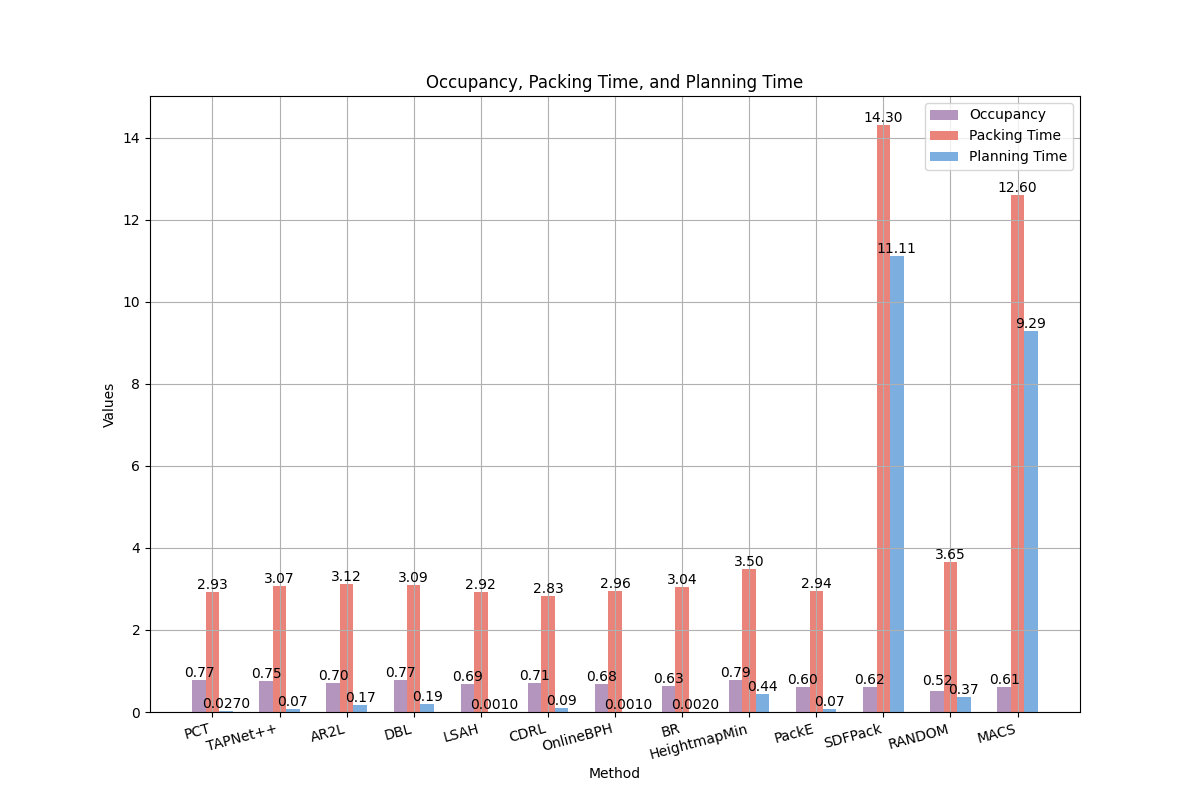 Occupancy, Packing Time, and Planning Time
Occupancy
Packing Time
Planning Time
Values
14
12
10
8
6
4
2
0
0.77 2.93 0.0270
0.75 3.07 0.07
0.70 3.12 0.17
0.77 3.09 0.19
0.69 2.92 0.0010
0.71 2.83 0.09
0.68 2.96 0.0010
0.63 3.04 0.0020
0.79 3.50 0.44
0.60 2.94 0.07
0.62 14.30 11.11
0.52 3.65 0.37
0.61 12.60 9.29
PCT TAPNet++ AR2L DBL LSAH CDRL OnlineBPH BR HeightmapMin PackE SDFPack RANDOM MACS
Method